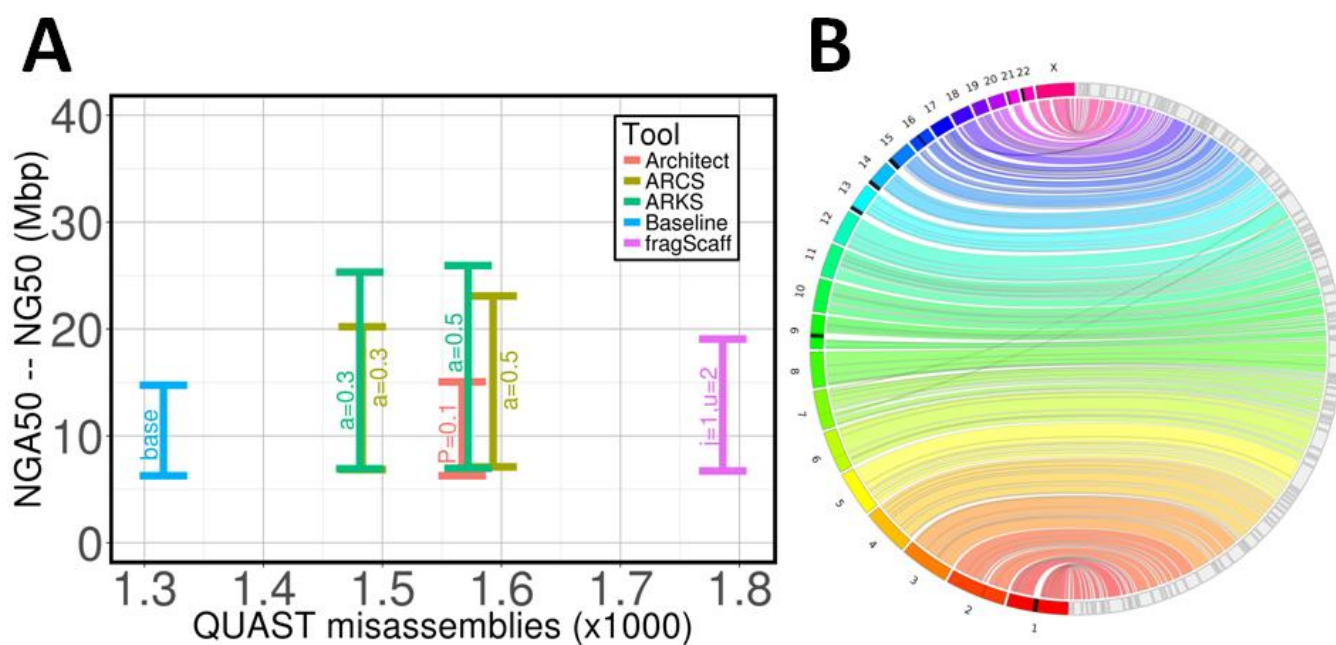 A
B
NGA50 -- NG50 (Mbp)
40
30
20
10
0
Tool
Architect
ARCS
ARKS
Baseline
fragScaff
base
a=0.3
a=0.3
a=0.5
P=0.1
a=0.5
j=1,u=2
1.3 1.4 1.5 1.6 1.7 1.8
QUAST misassemblies (x1000)
X
22
21
20
19
18
17
16
15
14
13
12
11
10
9
8
7
6
5
4
3
2
1